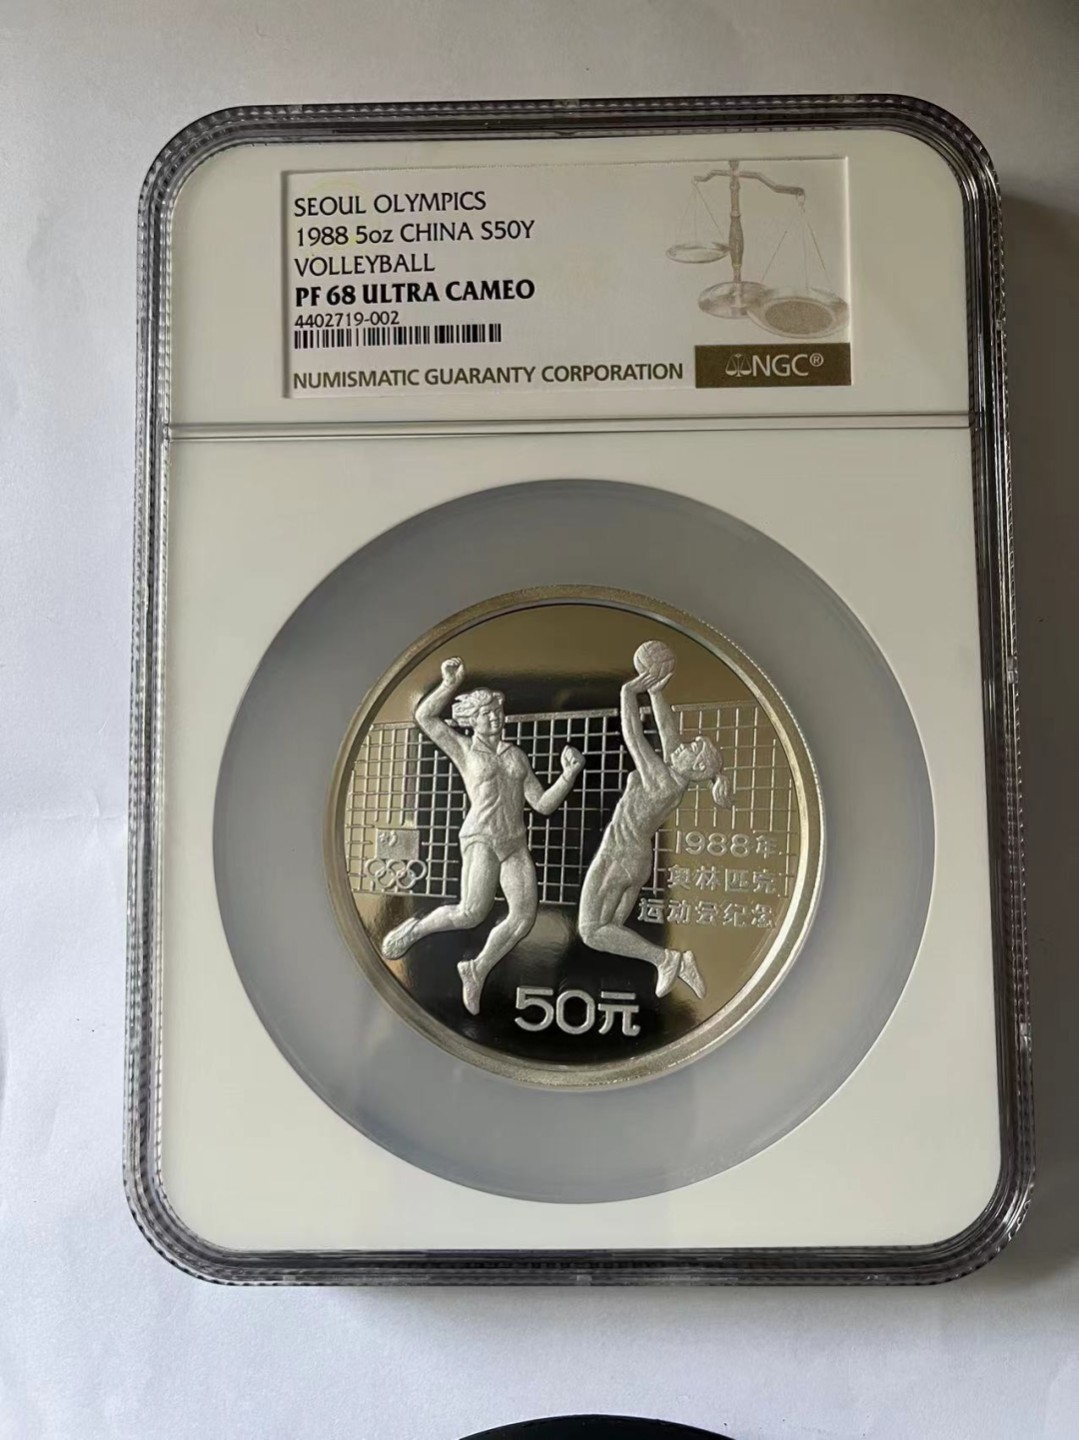 SEOUL OLYMPICS
1988 5oz CHINA S50Y
VOLLEYBALL
PF 68 ULTRA CAMEO
4402719-002
NUMISMATIC GUARANTY CORPORATION
NGC®
1988年
奥林匹克
运动会纪念
50元